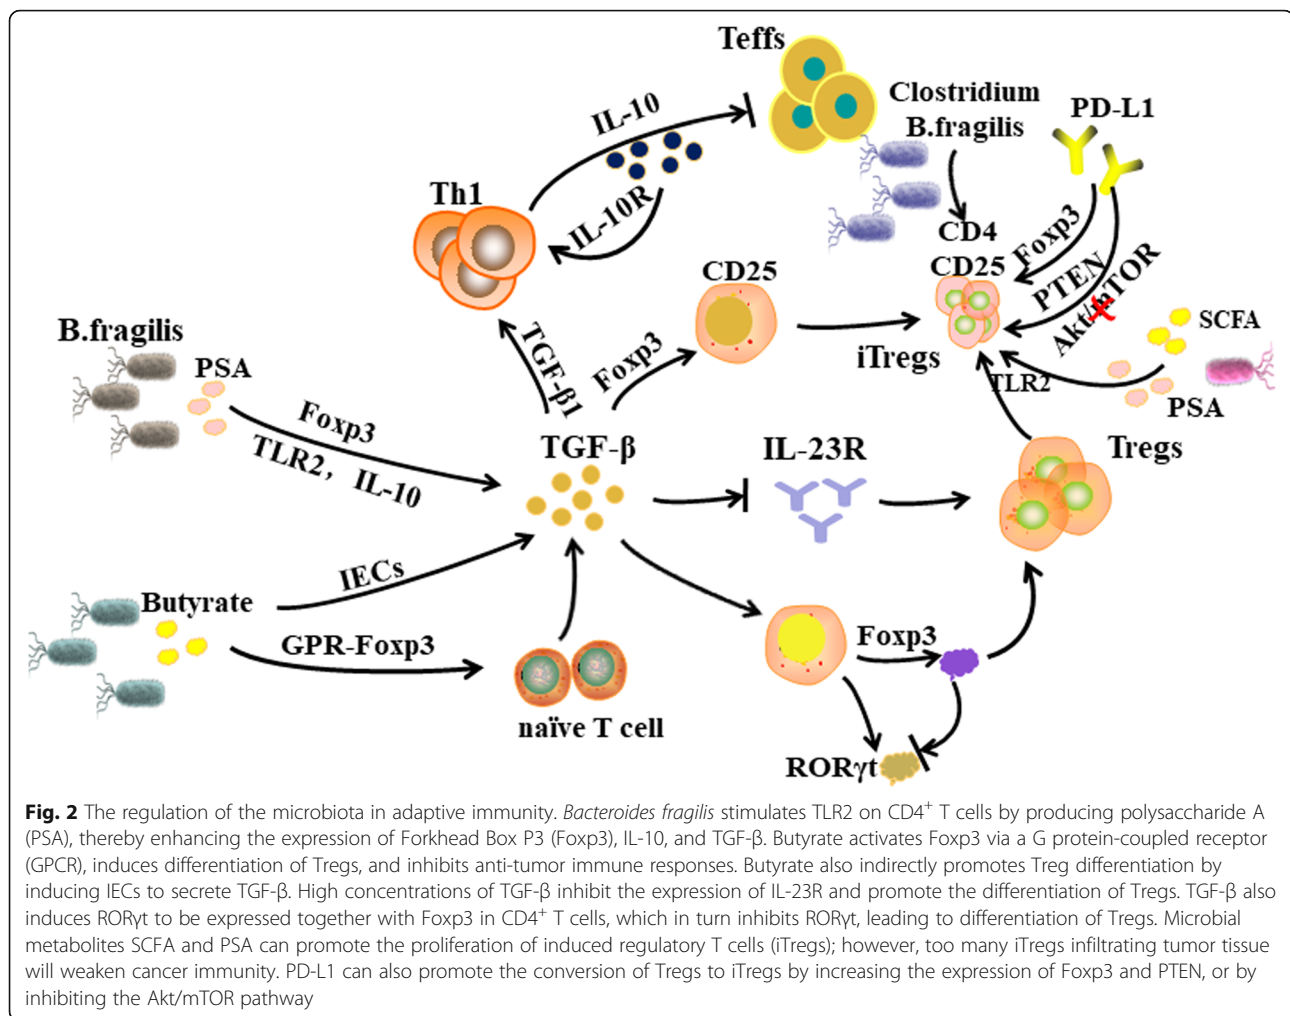 Teffs
Clostridium
B.fragilis
PD-L1
IL-10
Th1
IL-10R
CD4
CD25
Foxp3
PTEN
Akt/mTOR
CD25
iTregs
SCFA
TLR2
PSA
B.fragilis
PSA
TGF-β1
Foxp3
Foxp3
TLR2, IL-10
TGF-β
IL-23R
Tregs
IECs
Butyrate
GPR-Foxp3
naïve T cell
Foxp3
RORγt
Fig. 2 The regulation of the microbiota in adaptive immunity. Bacteroides fragilis stimulates TLR2 on CD4+ T cells by producing polysaccharide A
(PSA), thereby enhancing the expression of Forkhead Box P3 (Foxp3), IL-10, and TGF-β. Butyrate activates Foxp3 via a G protein-coupled receptor
(GPCR), induces differentiation of Tregs, and inhibits anti-tumor immune responses. Butyrate also indirectly promotes Treg differentiation by
inducing IECs to secrete TGF-β. High concentrations of TGF-β inhibit the expression of IL-23R and promote the differentiation of Tregs. TGF-β also
induces RORγt to be expressed together with Foxp3 in CD4+ T cells, which in turn inhibits RORγt, leading to differentiation of Tregs. Microbial
metabolites SCFA and PSA can promote the proliferation of induced regulatory T cells (iTregs); however, too many iTregs infiltrating tumor tissue
will weaken cancer immunity. PD-L1 can also promote the conversion of Tregs to iTregs by increasing the expression of Foxp3 and PTEN, or by
inhibiting the Akt/mTOR pathway